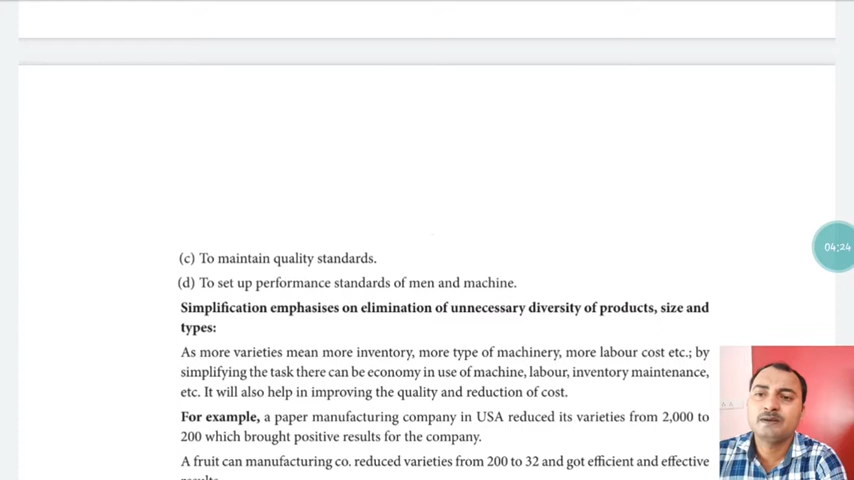 (c) To maintain quality standards.
(d) To set up performance standards of men and machine.
Simplification emphasises on elimination of unnecessary diversity of products, size and
types:
As more varieties mean more inventory, more type of machinery, more labour cost etc.; by
simplifying the task there can be economy in use of machine, labour, inventory maintenance,
etc. It will also help in improving the quality and reduction of cost.
For example, a paper manufacturing company in USA reduced its varieties from 2,000 to
200 which brought positive results for the company.
A fruit can manufacturing co. reduced varieties from 200 to 32 and got efficient and effective
results.
04:24